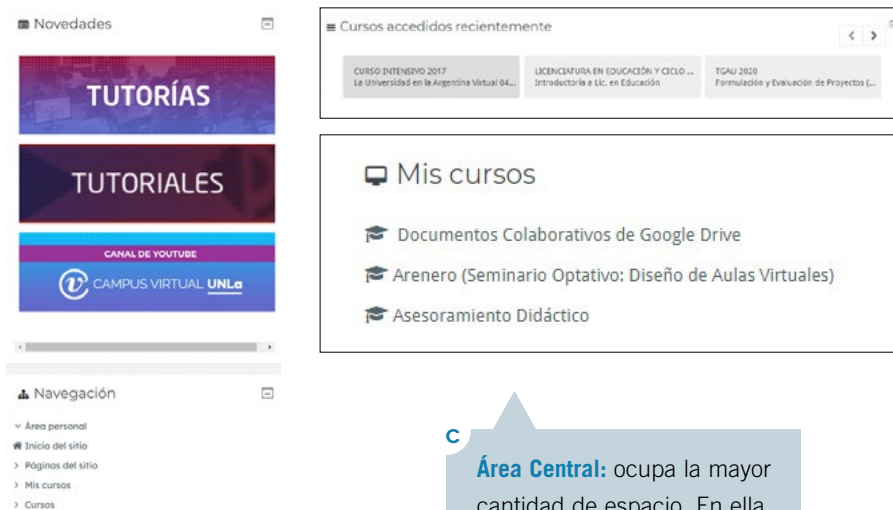 Novedades
TUTORÍAS
TUTORIALES
CANAL DE YOUTUBE
CAMPUS VIRTUAL UNLa
Navegación
Área personal
Inicio del sitio
Páginas del sitio
Mis cursos
Cursos
Cursos accedidos recientemente
CURSO INTENSIVO 2017
La Universidad en la Argentina Virtual 04...
LICENCIATURA EN EDUCACIÓN Y CICLO ...
Introductoria a Lic. en Educación
TGAU 2020
Formulación y Evaluación de Proyectos (...
Mis cursos
Documentos Colaborativos de Google Drive
Arenero (Seminario Optativo: Diseño de Aulas Virtuales)
Asesoramiento Didáctico
C
Área Central: ocupa la mayor
cantidad de espacio. En ella